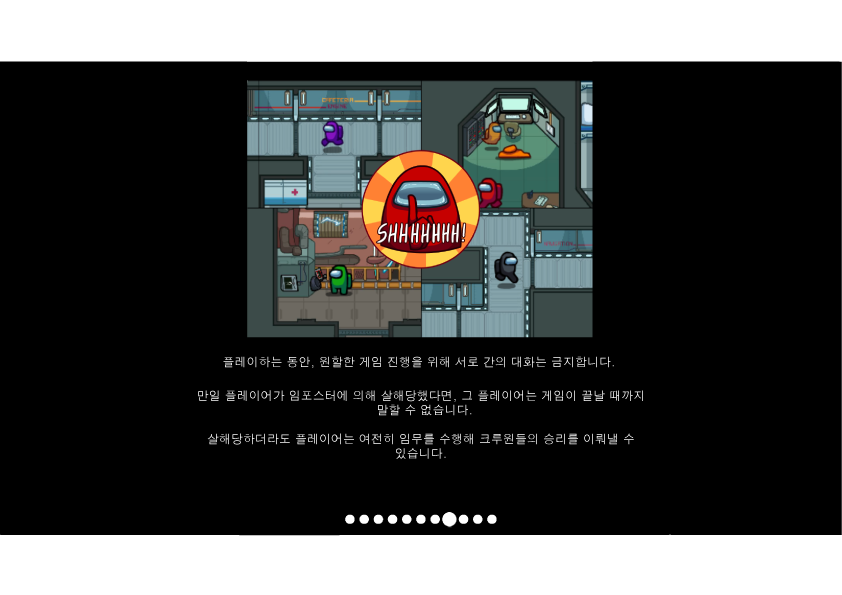 SHHHHHHH!
플레이하는 동안, 원할한 게임 진행을 위해 서로 간의 대화는 금지합니다.
만일 플레이어가 임포스터에 의해 살해당했다면, 그 플레이어는 게임이 끝날 때까지
말할 수 없습니다.
살해당하더라도 플레이어는 여전히 임무를 수행해 크루원들의 승리를 이뤄낼 수
있습니다.